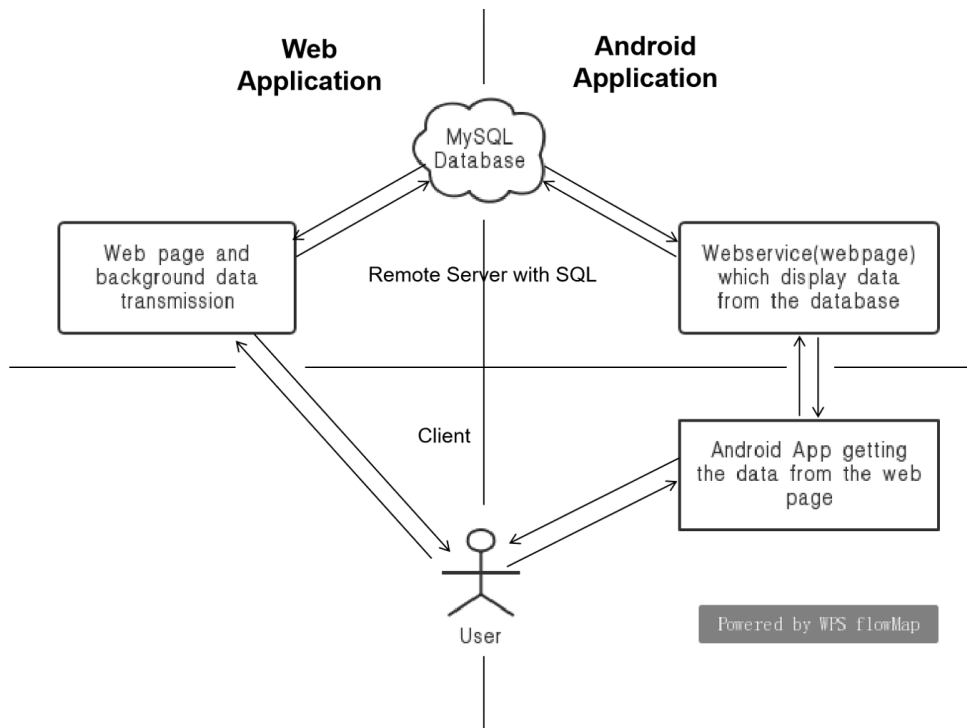 Web
Application
Android
Application
MySQL
Database
Web page and
background data
transmission
Remote Server with SQL
Webservice(webpage)
which display data
from the database
Client
Android App getting
the data from the web
page
User
Powered by WPS flowMap